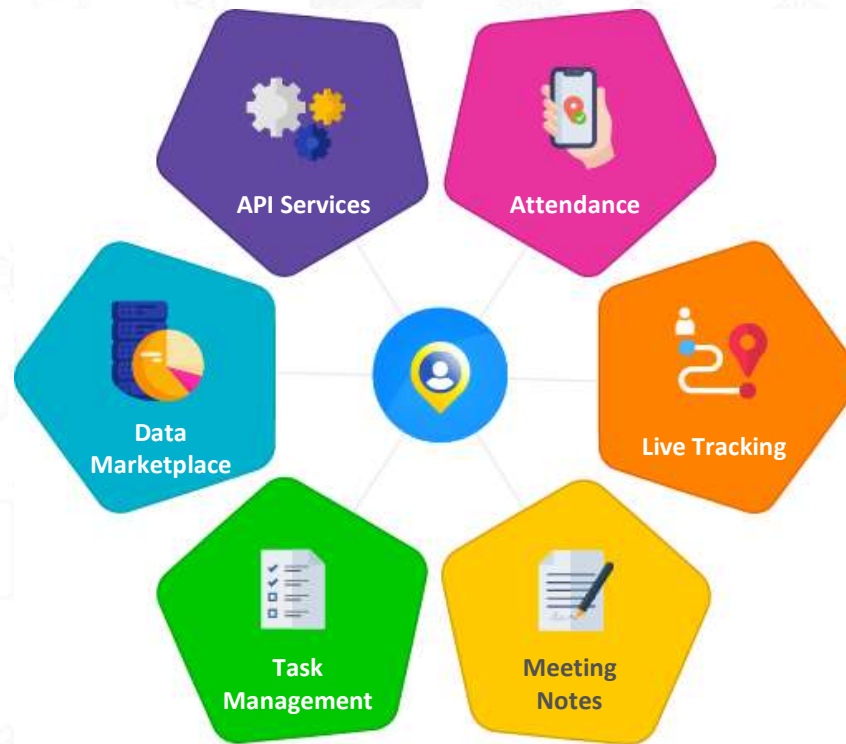 API Services
Attendance
Data
Marketplace
Live Tracking
Task
Management
Meeting
Notes